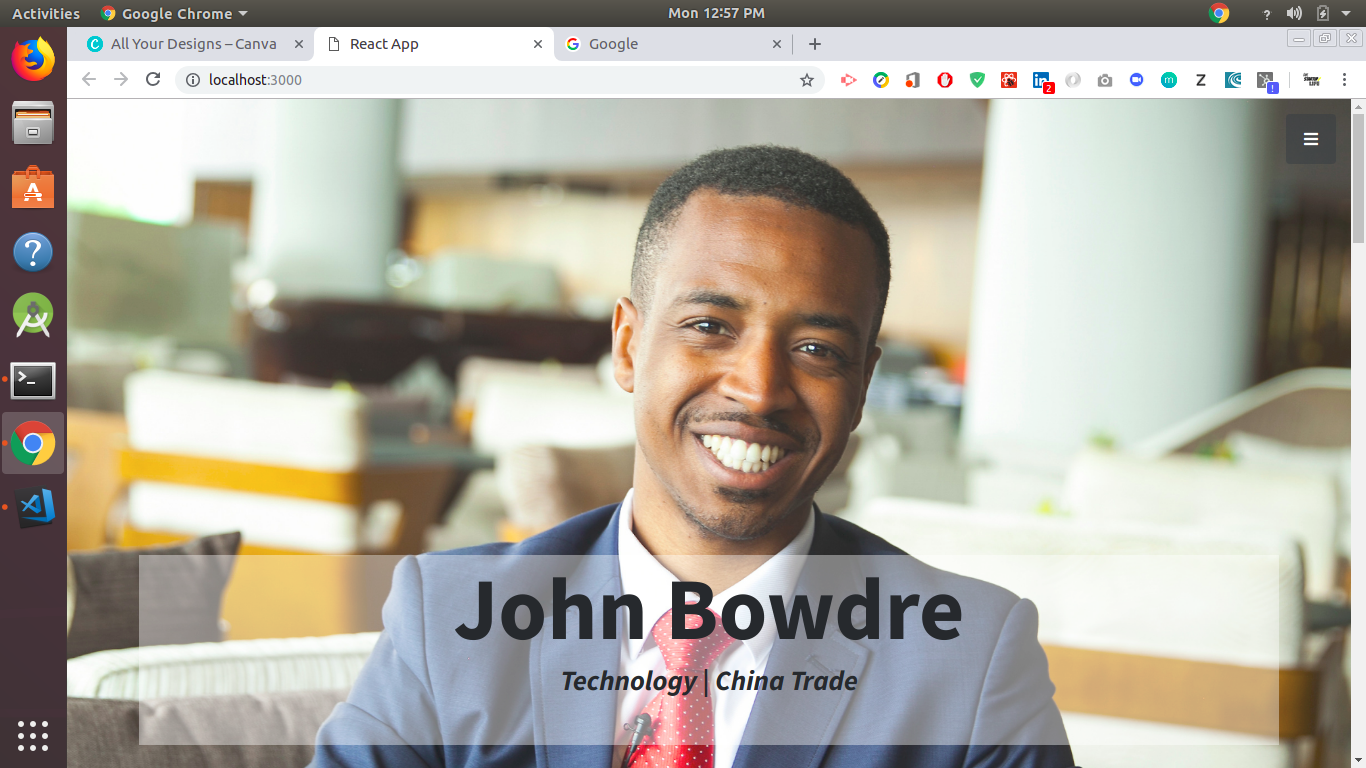 Activities Google Chrome Mon 12:57 PM ?
All Your Designs – Canva React App Google
localhost:3000 2 m Z !
John Bowdre
Technology | China Trade